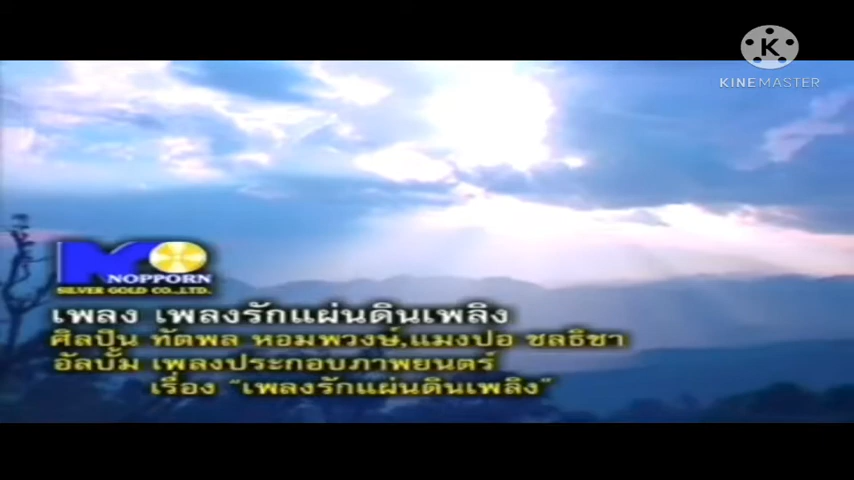 K
KINEMASTER
NOPPORN
SILVER GOLD CO.,LTD.
เพลง เพลงรักแผ่นดินเพลิง
ศิลปิน ทัตพล หอมพวงษ์,แมงปอ ชลธิชา
อัลบั้ม เพลงประกอบภาพยนตร์
เรื่อง “เพลงรักแผ่นดินเพลิง”